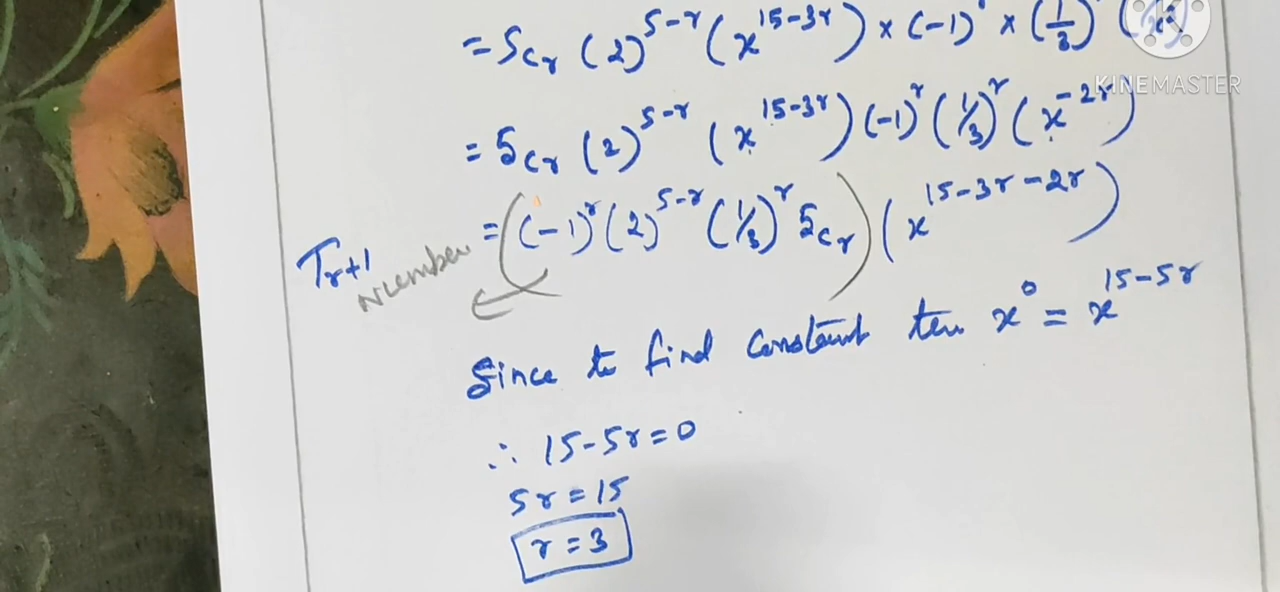 = 5Cr (2)^5-r (x^15-3r) × (-1)^r × (1/3)^r
KINEMASTER
= 5Cr (2)^5-r (x^15-3r) (-1)^r (1/3)^r (x^-2r)
Tr+1 = ((-1)^r (2)^5-r (1/3)^r 5Cr) (x^15-3r-2r)
Number
Since to find constant term x^0 = x^15-5r
∴ 15-5r=0
5r=15
r=3